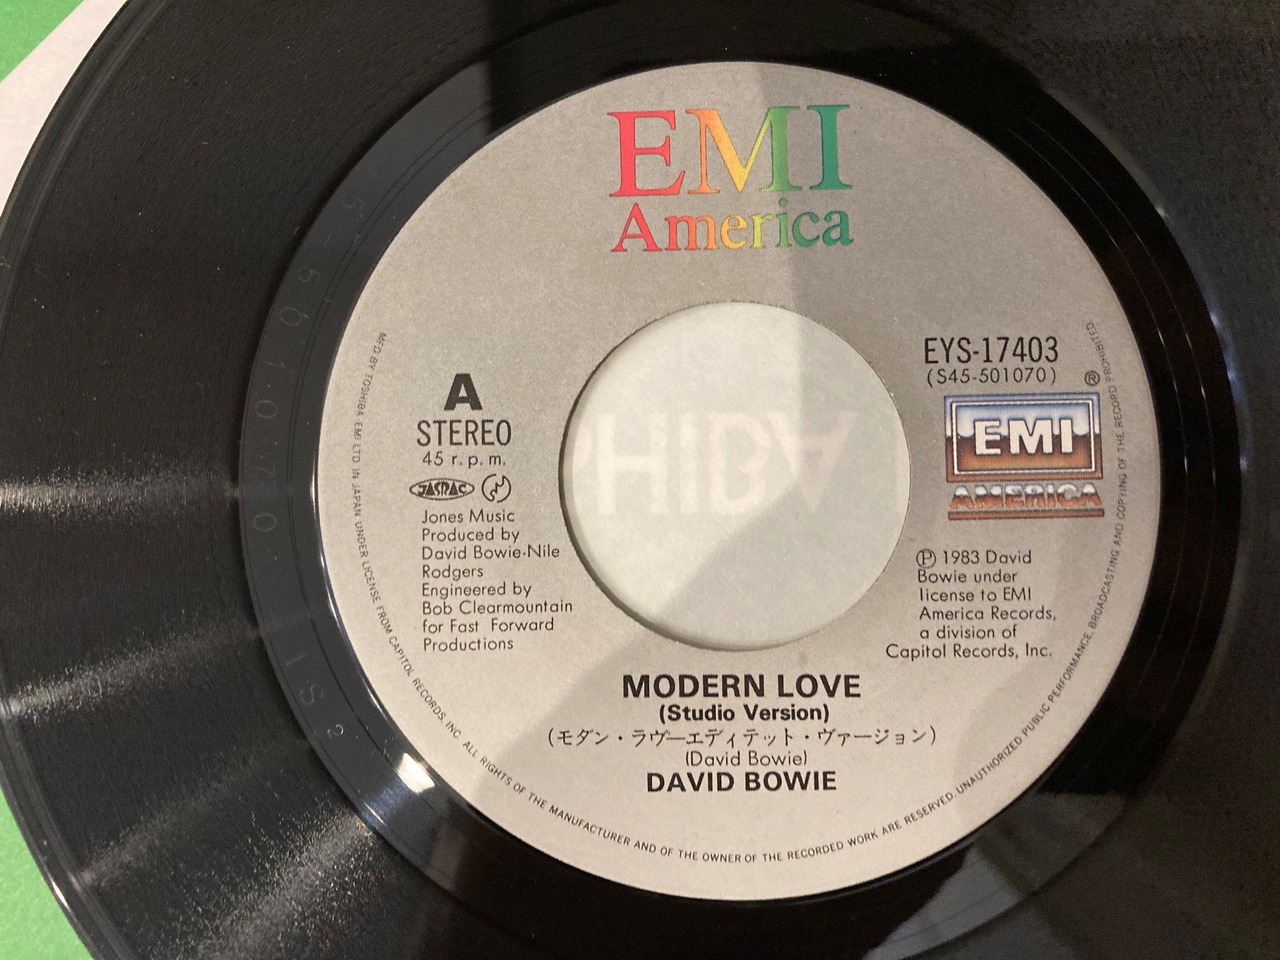 EMI
America
A
STEREO
45 r.p.m.
JASRAC
Jones Music
Produced by
David Bowie-Nile
Rodgers
Engineered by
Bob Clearmountain
for Fast Forward
Productions
EYS-17403
(S45-501070)
®
EMI
AMERICA
Ⓟ 1983 David
Bowie under
license to EMI
America Records,
a division of
Capitol Records, Inc.
MODERN LOVE
(Studio Version)
(モダン・ラヴーエディテット・ヴァージョン)
(David Bowie)
DAVID BOWIE
MFD. BY TOSHIBA EMI LTD. IN JAPAN UNDER LICENSE FROM CAPITOL RECORDS, INC. ALL RIGHTS OF THE MANUFACTURER AND OF THE OWNER OF THE RECORDED WORK ARE RESERVED. UNAUTHORIZED PUBLIC PERFORMANCE, BROADCASTING AND COPYING OF THE RECORD PROHIBITED.